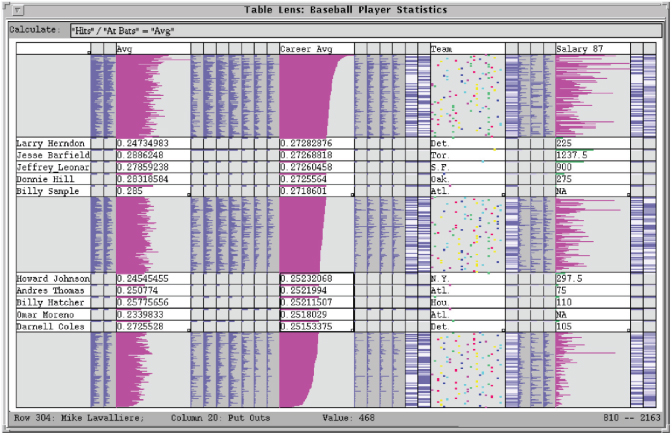 Table Lens: Baseball Player Statistics
Calculate: "Hits" / "At Bats" = "Avg"
Avg Career Avg Team Salary 87
Larry Herndon 0.24734983 0.27282876 Det. 225
Jesse Barfield 0.2886248 0.27268818 Tor. 1237.5
Jeffrey Leonar 0.27859238 0.27260458 S.F. 900
Donnie Hill 0.28318584 0.2725564 Oak. 275
Billy Sample 0.285 0.2718601 Atl. NA
Howard Johnson 0.24545455 0.25232068 N.Y. 297.5
Andres Thomas 0.250774 0.2521994 Atl. 75
Billy Hatcher 0.25775656 0.25211507 Hou. 110
Omar Moreno 0.2339833 0.2518029 Atl. NA
Darnell Coles 0.2725528 0.25153375 Det. 105
Row 304: Mike Lavalliere; Column 20: Put Outs Value: 468 810 -- 2163